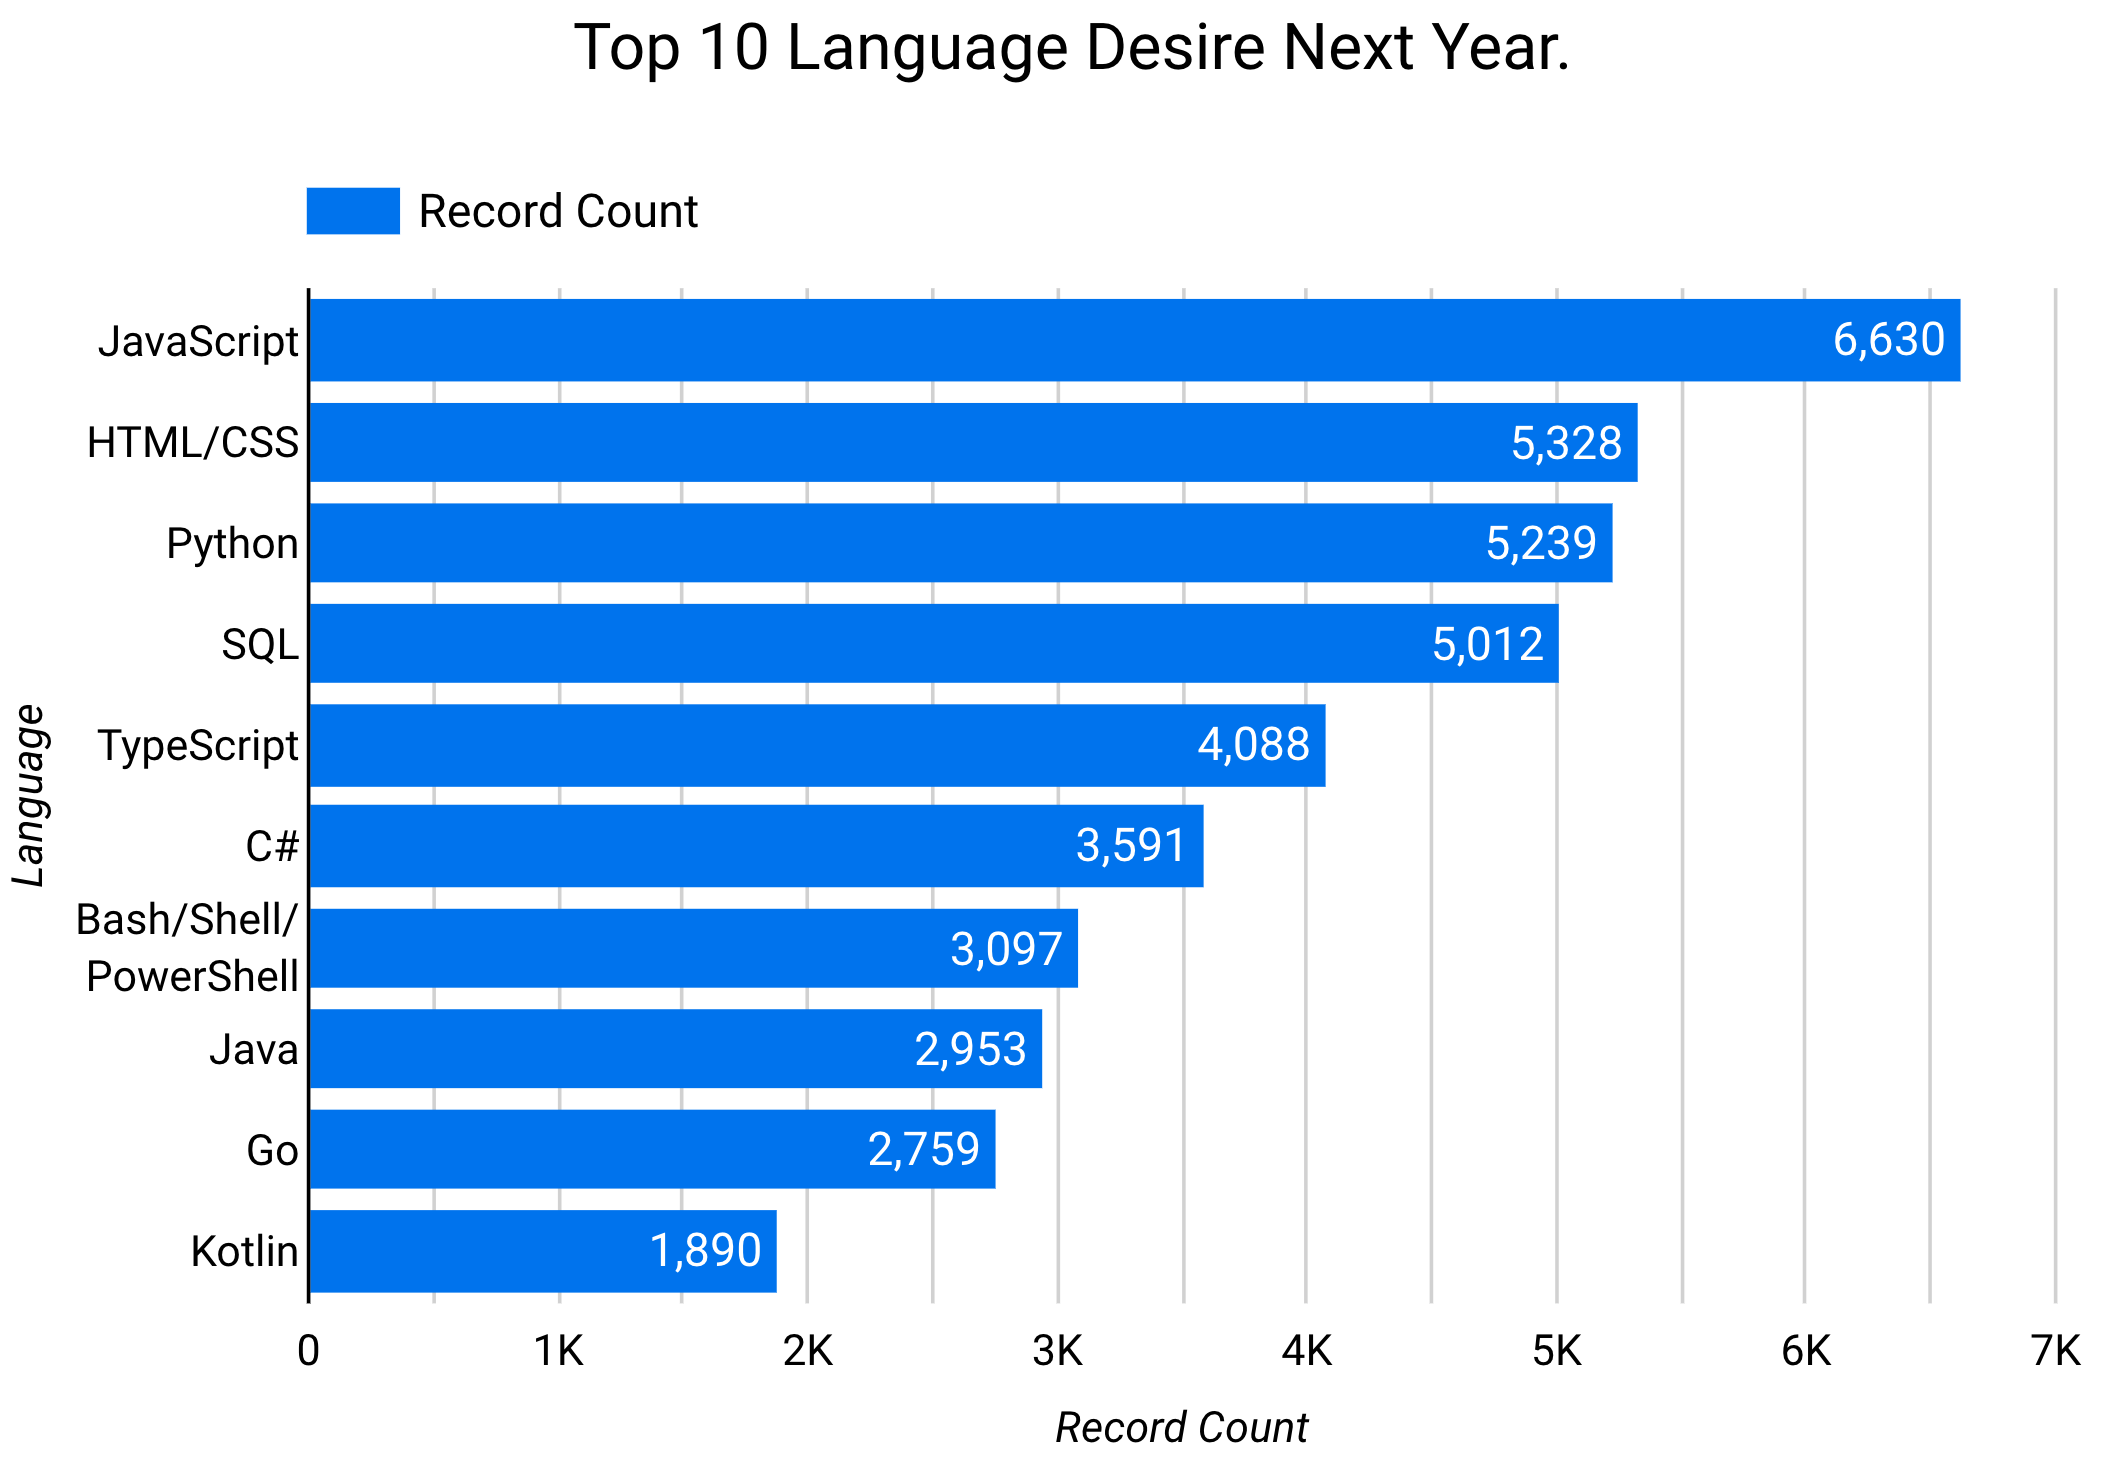 Top 10 Language Desire Next Year.
Record Count
JavaScript 6,630
HTML/CSS 5,328
Python 5,239
SQL 5,012
TypeScript 4,088
C# 3,591
Bash/Shell/
PowerShell 3,097
Java 2,953
Go 2,759
Kotlin 1,890
Language
0 1K 2K 3K 4K 5K 6K 7K
Record Count